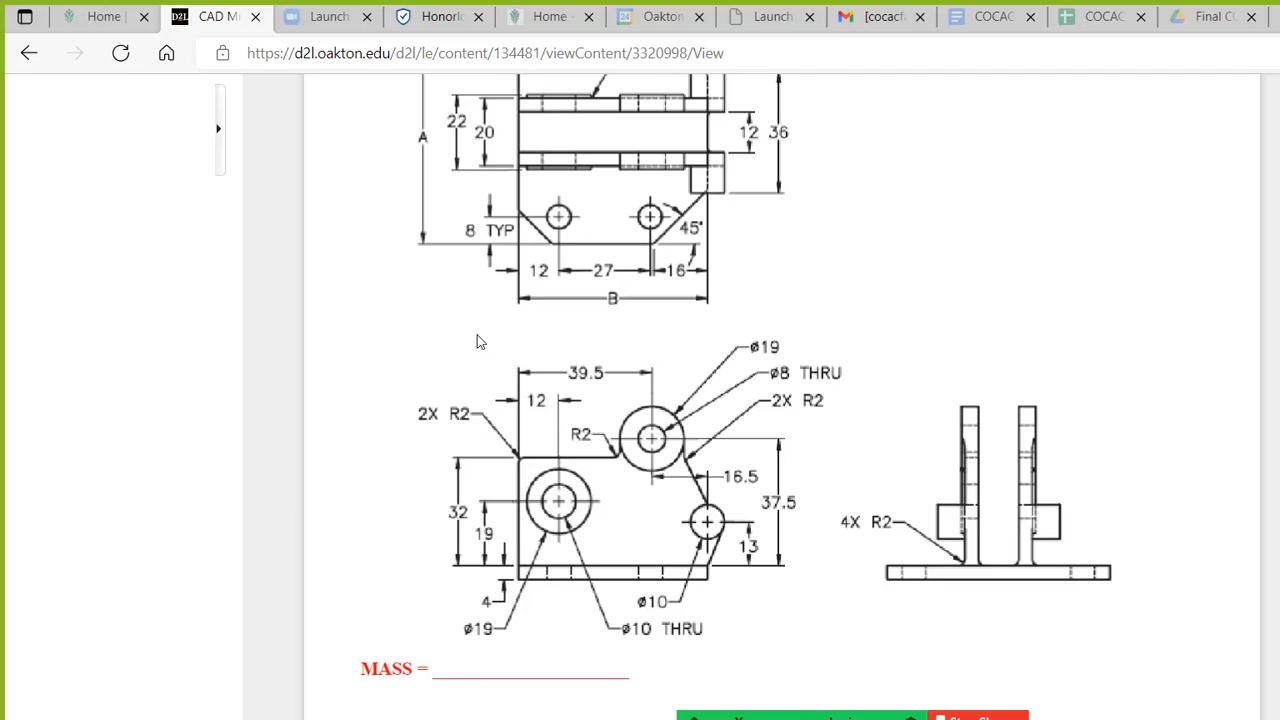 Home |
CAD M
Launch
Honorlo
Home -
24 Oakton
Launch
[cocacf
COCAC
COCAC
Final CC
https://d2l.oakton.edu/d2l/le/content/134481/viewContent/3320998/View
22
20
12
36
A
8 TYP
45°
12
27
16
B
ø19
39.5
ø8 THRU
12
2X R2
2X R2
R2
16.5
32
37.5
19
13
4X R2
4
ø10
ø19
ø10 THRU
MASS =